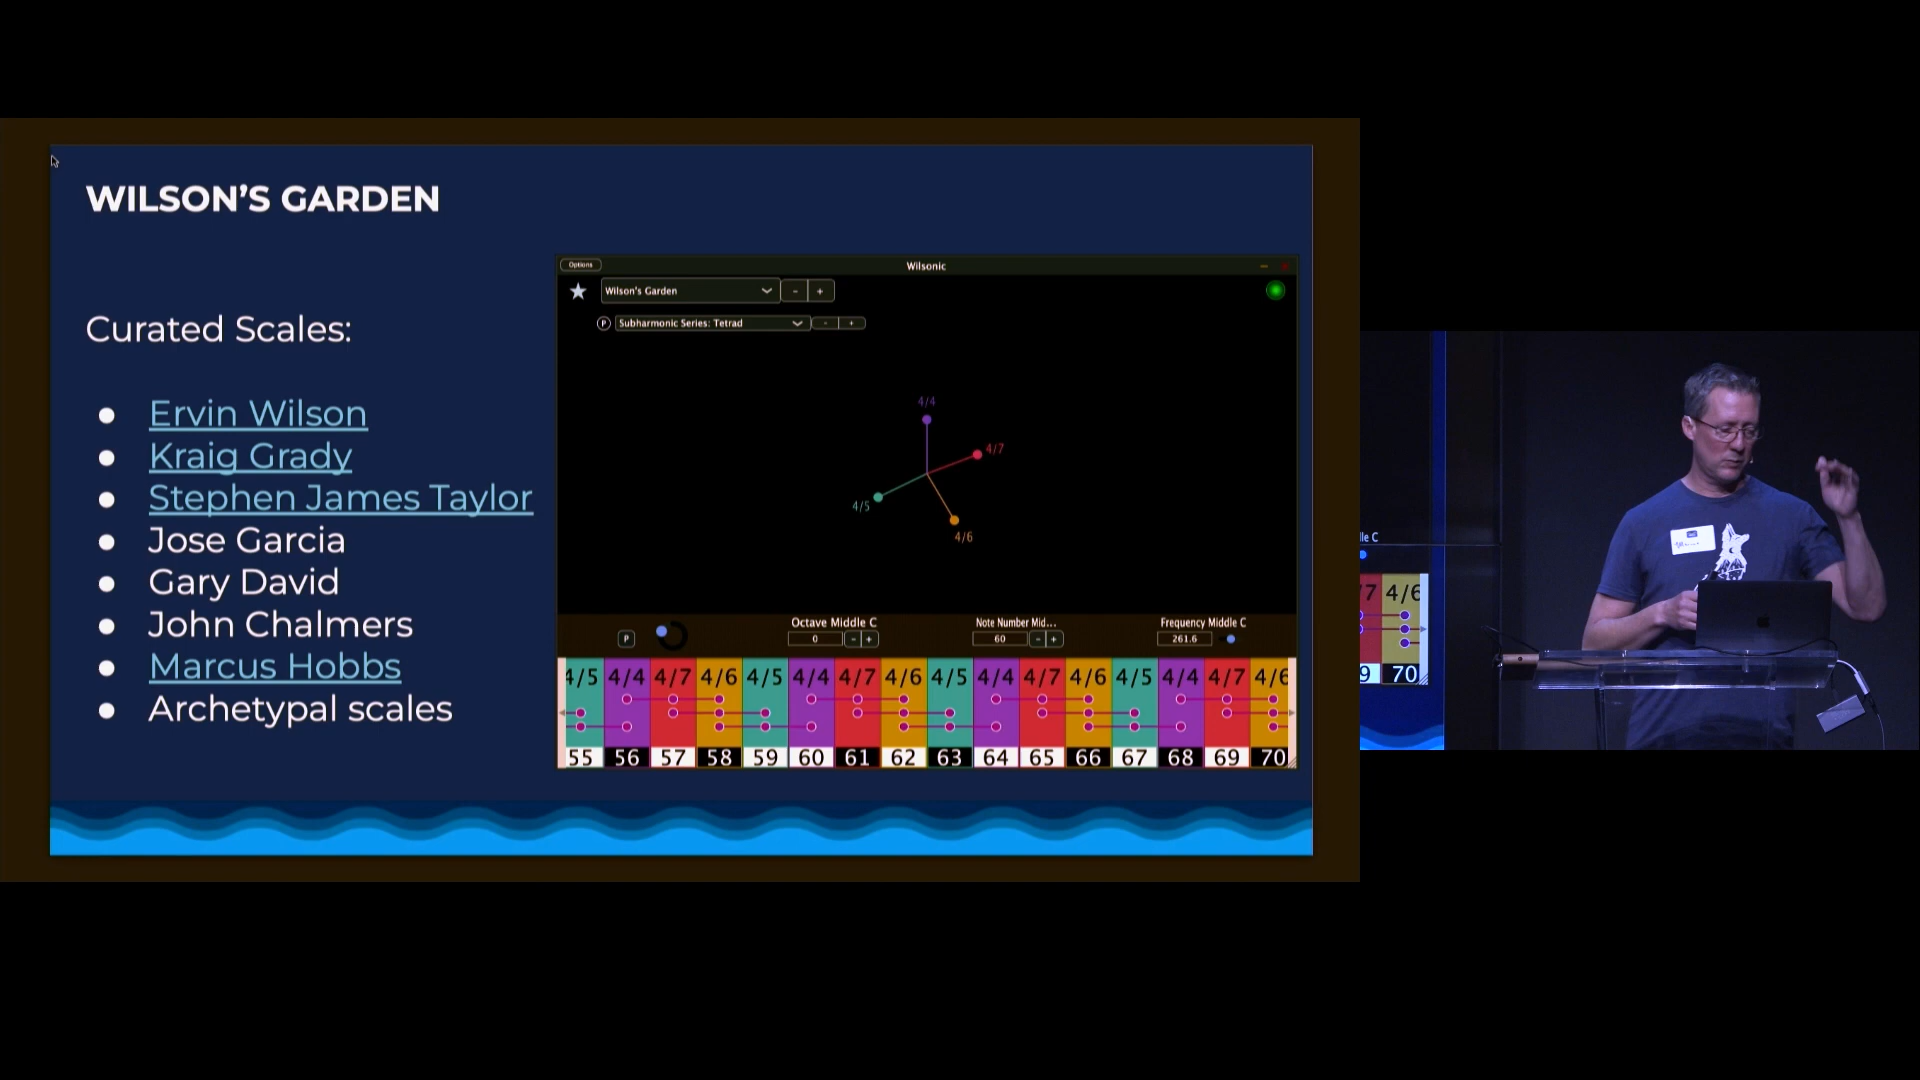 WILSON'S GARDEN
Curated Scales:
● Ervin Wilson
● Kraig Grady
● Stephen James Taylor
● Jose Garcia
● Gary David
● John Chalmers
● Marcus Hobbs
● Archetypal scales
Options
Wilsonic
Wilson's Garden
- +
P Subharmonic Series: Tetrad
- +
4/4
4/7
4/5
4/6
P
Octave Middle C
0 - +
Note Number Mid...
60 - +
Frequency Middle C
261.6
4/5 4/4 4/7 4/6 4/5 4/4 4/7 4/6 4/5 4/4 4/7 4/6 4/5 4/4 4/7 4/6
55 56 57 58 59 60 61 62 63 64 65 66 67 68 69 70
le C
7 4/6
9 70